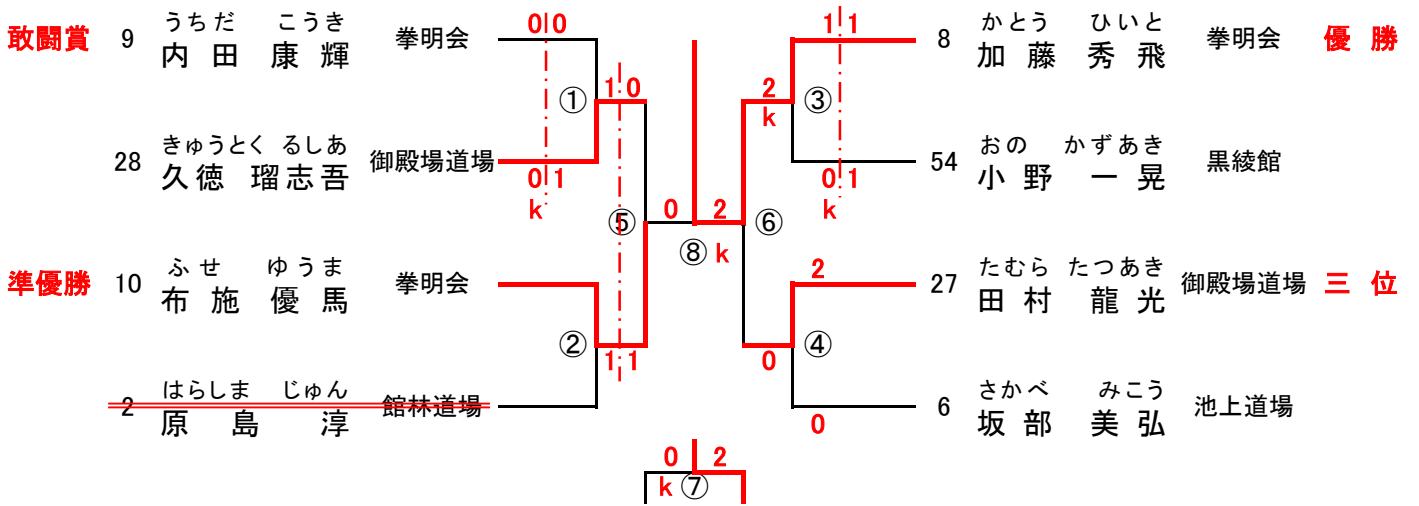 0 0
1 1
うちだ こうき
かとう ひいと
敢闘賞 9 内田 康輝 拳明会
8 加藤 秀飛 拳明会 優勝
1 0
2
① ③
k
きゅうとく るしあ
おの かずあき
28 久徳 瑠志吾 御殿場道場
54 小野 一晃 黒綾館
0 1
0 1
k
k
⑤ 0 2 ⑥
⑧ k
ふせ ゆうま
2
たむら たつあき
準優勝 10 布施 優馬 拳明会
27 田村 龍光 御殿場道場 三位
② ④
1 1
0
はらしま じゅん
さかべ みこう
2 原島 淳 館林道場
6 坂部 美弘 池上道場
0
0 2
k ⑦